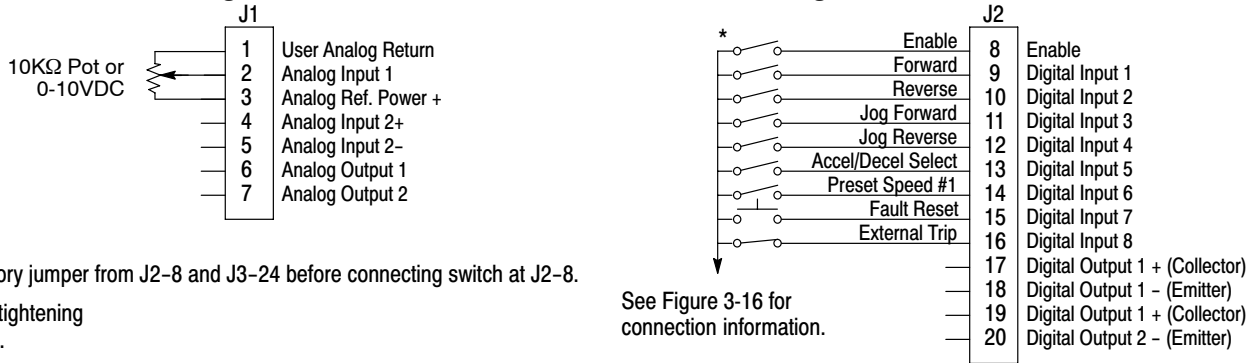 J1
10KΩ Pot or
0-10VDC
1 User Analog Return
2 Analog Input 1
3 Analog Ref. Power +
4 Analog Input 2+
5 Analog Input 2-
6 Analog Output 1
7 Analog Output 2
ory jumper from J2-8 and J3-24 before connecting switch at J2-8.
tightening
.
J2
*
Enable 8 Enable
Forward 9 Digital Input 1
Reverse 10 Digital Input 2
Jog Forward 11 Digital Input 3
Jog Reverse 12 Digital Input 4
Accel/Decel Select 13 Digital Input 5
Preset Speed #1 14 Digital Input 6
Fault Reset 15 Digital Input 7
External Trip 16 Digital Input 8
17 Digital Output 1 + (Collector)
18 Digital Output 1 - (Emitter)
19 Digital Output 1 + (Collector)
20 Digital Output 2 - (Emitter)
See Figure 3-16 for
connection information.